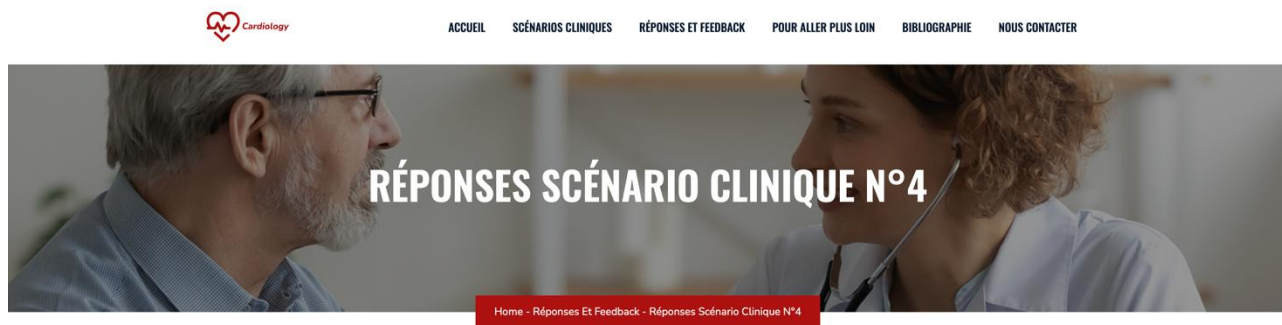 Cardiology
ACCUEIL SCÉNARIOS CLINIQUES RÉPONSES ET FEEDBACK POUR ALLER PLUS LOIN BIBLIOGRAPHIE NOUS CONTACTER
RÉPONSES SCÉNARIO CLINIQUE N°4
Home - Réponses Et Feedback - Réponses Scénario Clinique N°4